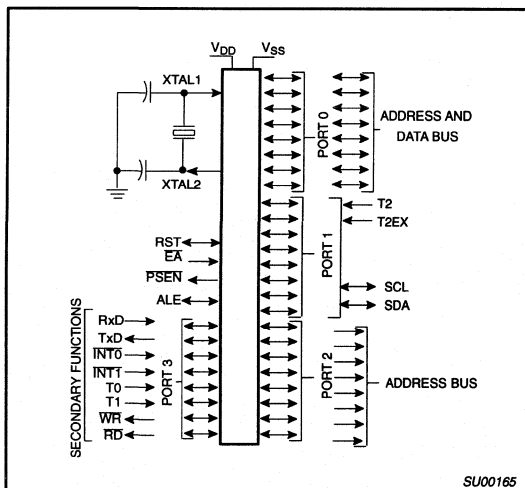 VDD VSS
XTAL1
XTAL2
PORT 0
ADDRESS AND
DATA BUS
PORT 1
T2
T2EX
SCL
SDA
RST
EA
PSEN
ALE
SECONDARY FUNCTIONS
RxD
TxD
INT0
INT1
T0
T1
WR
RD
PORT 3
PORT 2
ADDRESS BUS
SU00165